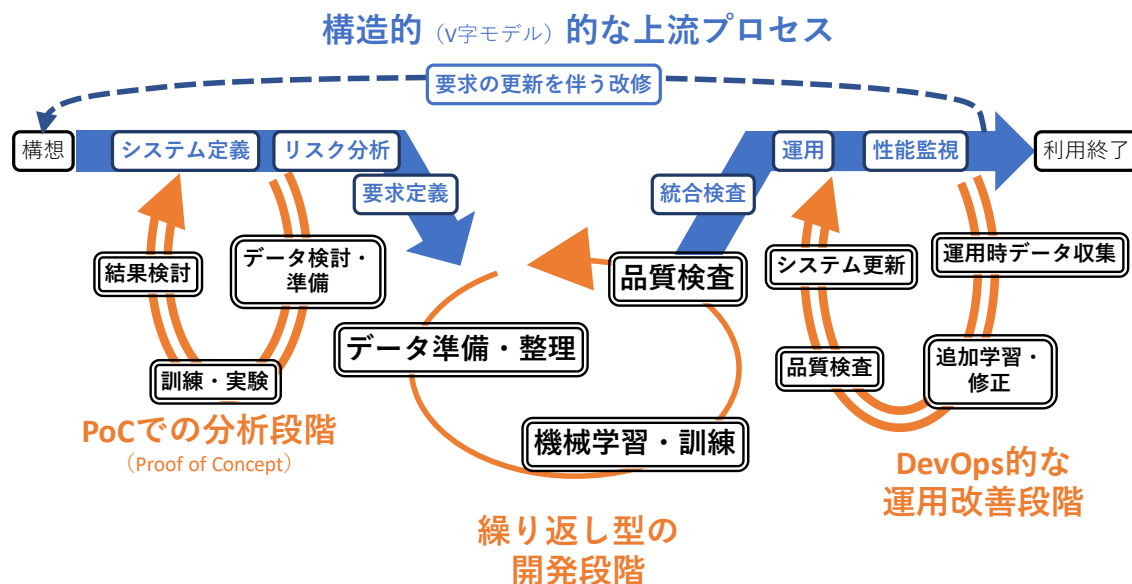 構造的（V字モデル）的な上流プロセス
要求の更新を伴う改修
構想
システム定義
リスク分析
要求定義
統合検査
運用
性能監視
利用終了
結果検討
データ検討・
準備
訓練・実験
PoCでの分析段階
（Proof of Concept）
品質検査
データ準備・整理
機械学習・訓練
繰り返し型の
開発段階
システム更新
運用時データ収集
品質検査
追加学習・
修正
DevOps的な
運用改善段階